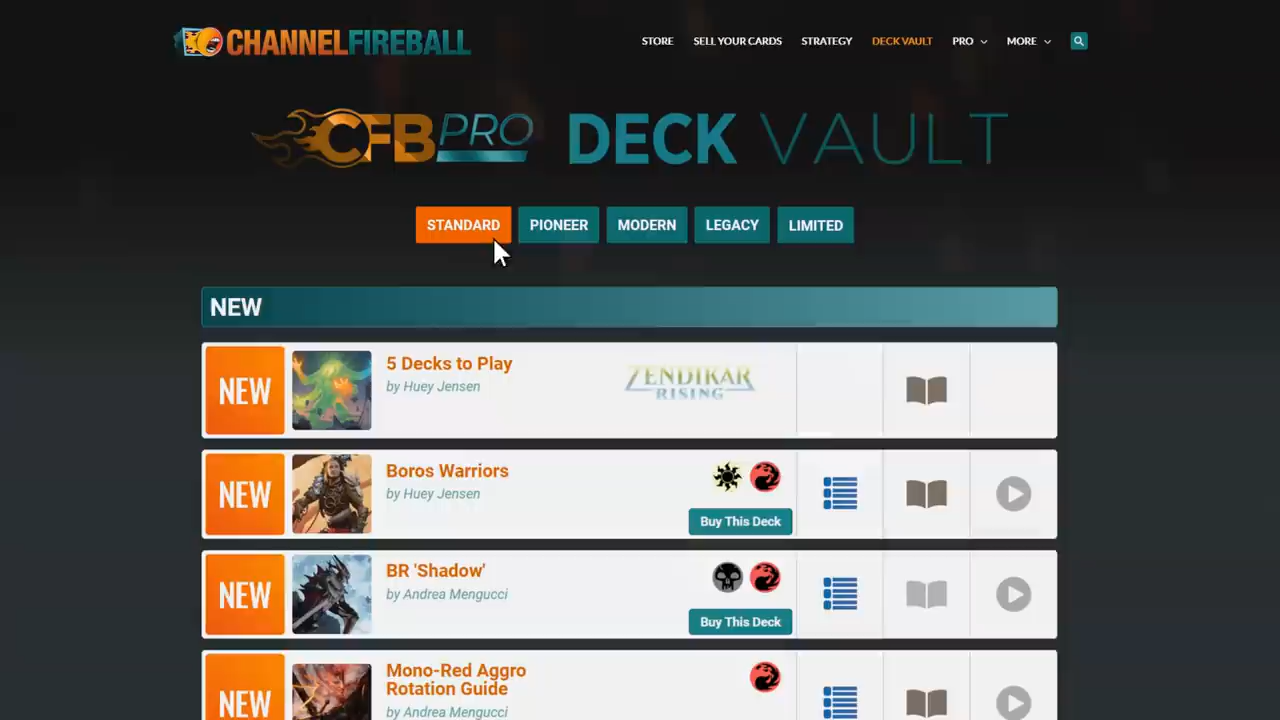 CHANNELFIREBALL
STORE SELL YOUR CARDS STRATEGY DECK VAULT PRO MORE
CFB PRO DECK VAULT
STANDARD PIONEER MODERN LEGACY LIMITED
NEW
NEW 5 Decks to Play
by Huey Jensen
ZENDIKAR
RISING
NEW Boros Warriors
by Huey Jensen
Buy This Deck
NEW BR 'Shadow'
by Andrea Mengucci
Buy This Deck
NEW Mono-Red Aggro
Rotation Guide
by Andrea Mengucci